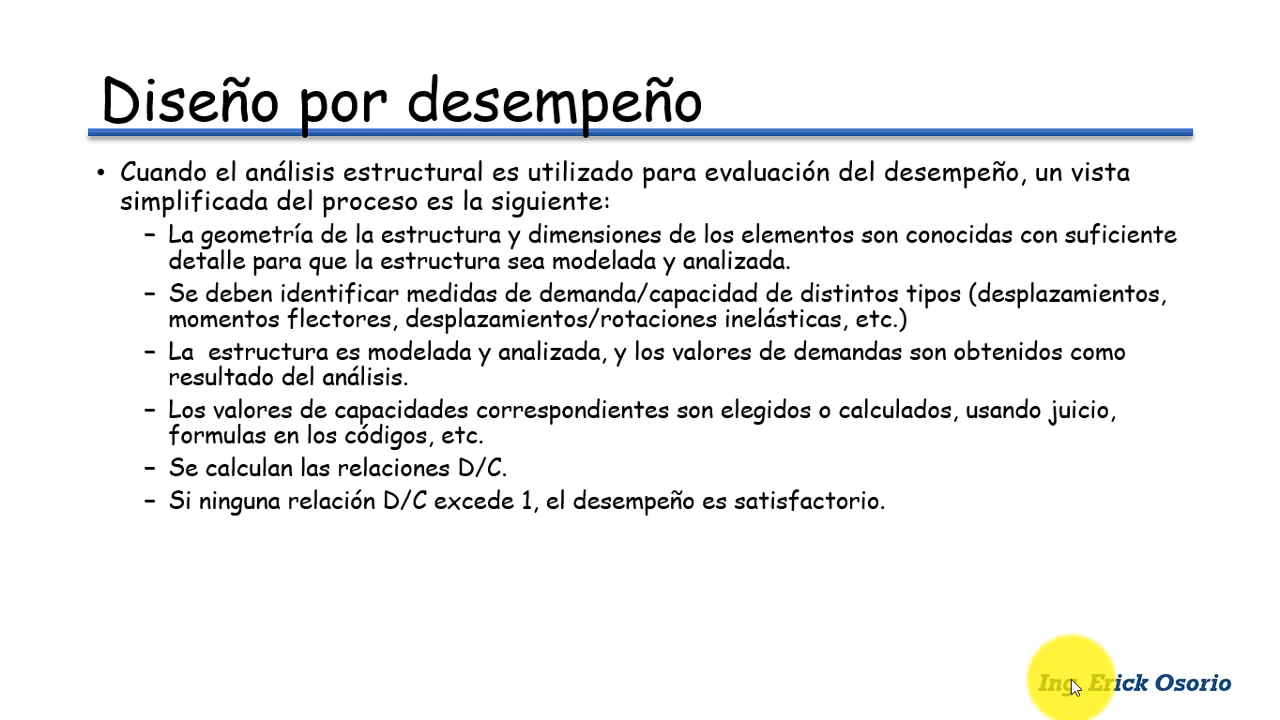 Diseño por desempeño
• Cuando el análisis estructural es utilizado para evaluación del desempeño, un vista
simplificada del proceso es la siguiente:
– La geometría de la estructura y dimensiones de los elementos son conocidas con suficiente
detalle para que la estructura sea modelada y analizada.
– Se deben identificar medidas de demanda/capacidad de distintos tipos (desplazamientos,
momentos flectores, desplazamientos/rotaciones inelásticas, etc.)
– La  estructura es modelada y analizada, y los valores de demandas son obtenidos como
resultado del análisis.
– Los valores de capacidades correspondientes son elegidos o calculados, usando juicio,
formulas en los códigos, etc.
– Se calculan las relaciones D/C.
– Si ninguna relación D/C excede 1, el desempeño es satisfactorio.
Ing. Erick Osorio